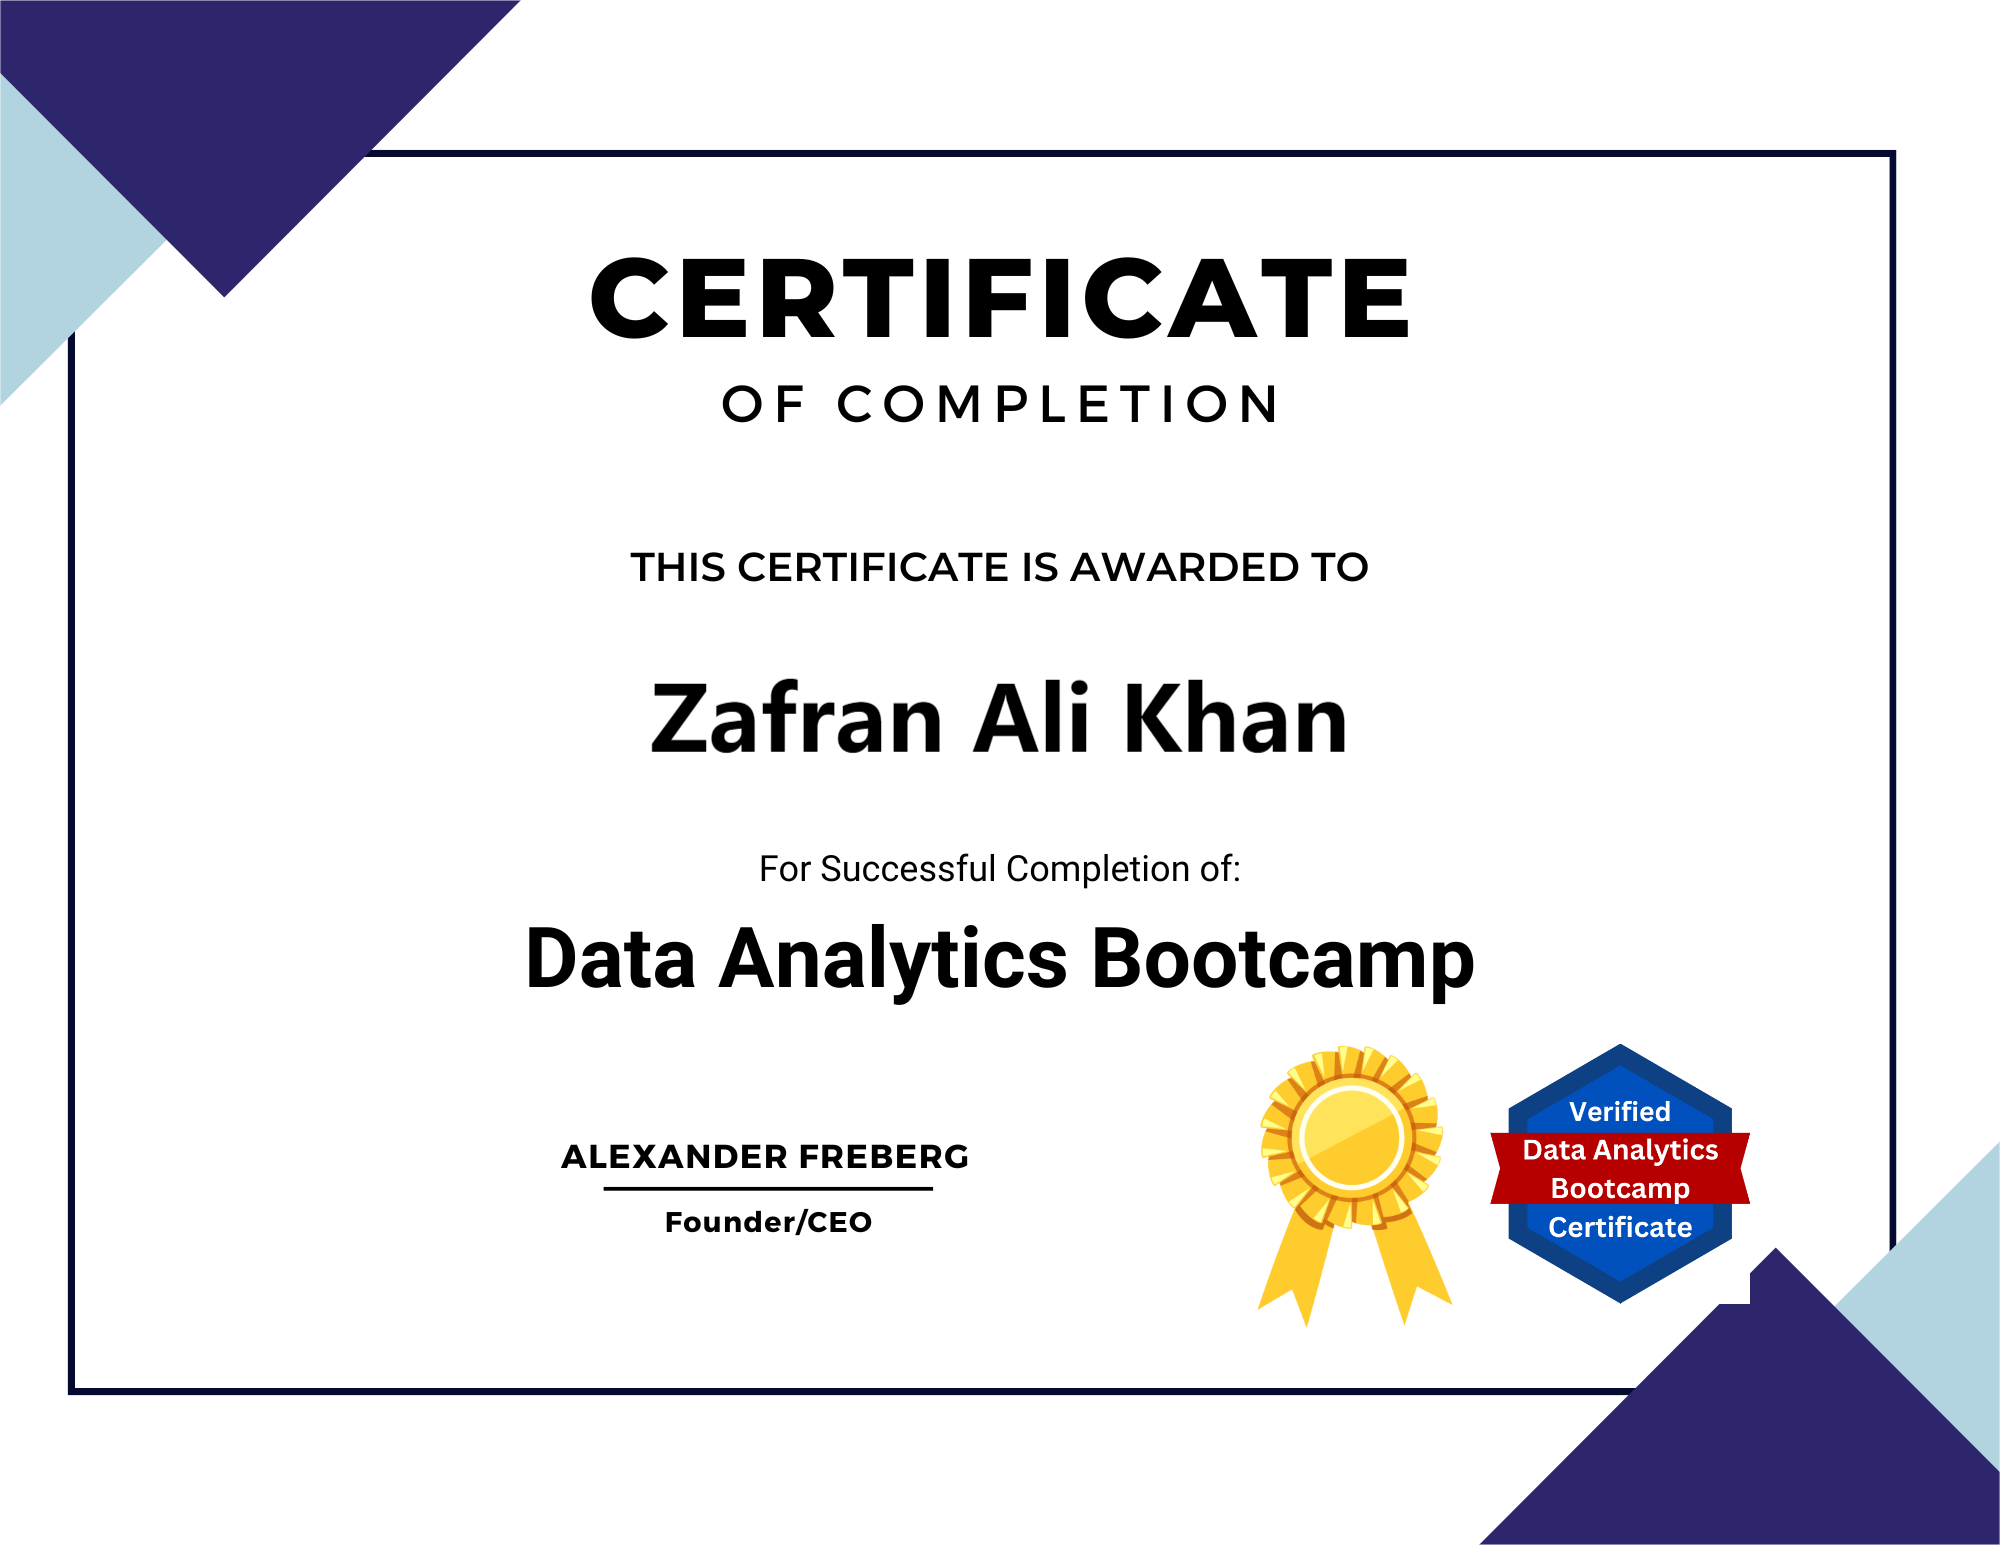 CERTIFICATE
OF COMPLETION
THIS CERTIFICATE IS AWARDED TO
Zafran Ali Khan
For Successful Completion of:
Data Analytics Bootcamp
ALEXANDER FREBERG
Founder/CEO
Verified
Data Analytics
Bootcamp
Certificate